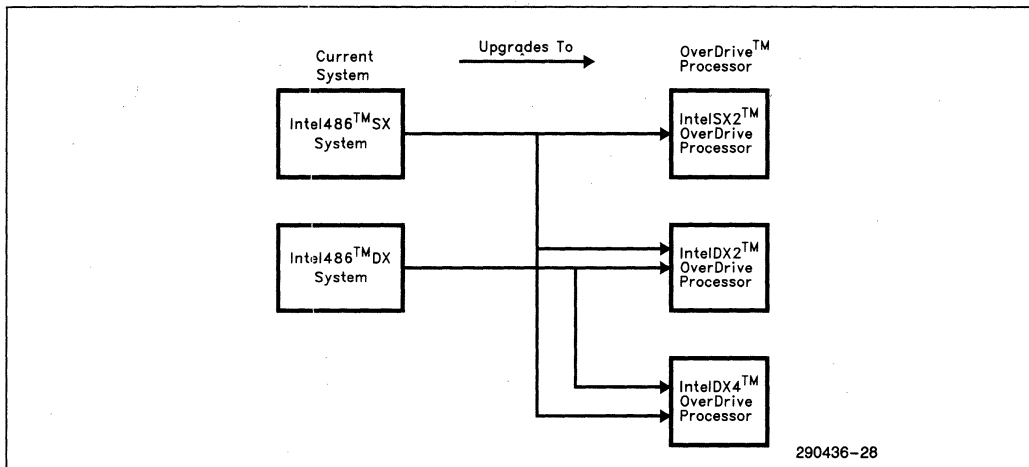 Current
System
Upgrades To
OverDrive™
Processor
Intel486™SX
System
IntelSX2™
OverDrive
Processor
Intel486™DX
System
IntelDX2™
OverDrive
Processor
IntelDX4™
OverDrive
Processor
290436-28